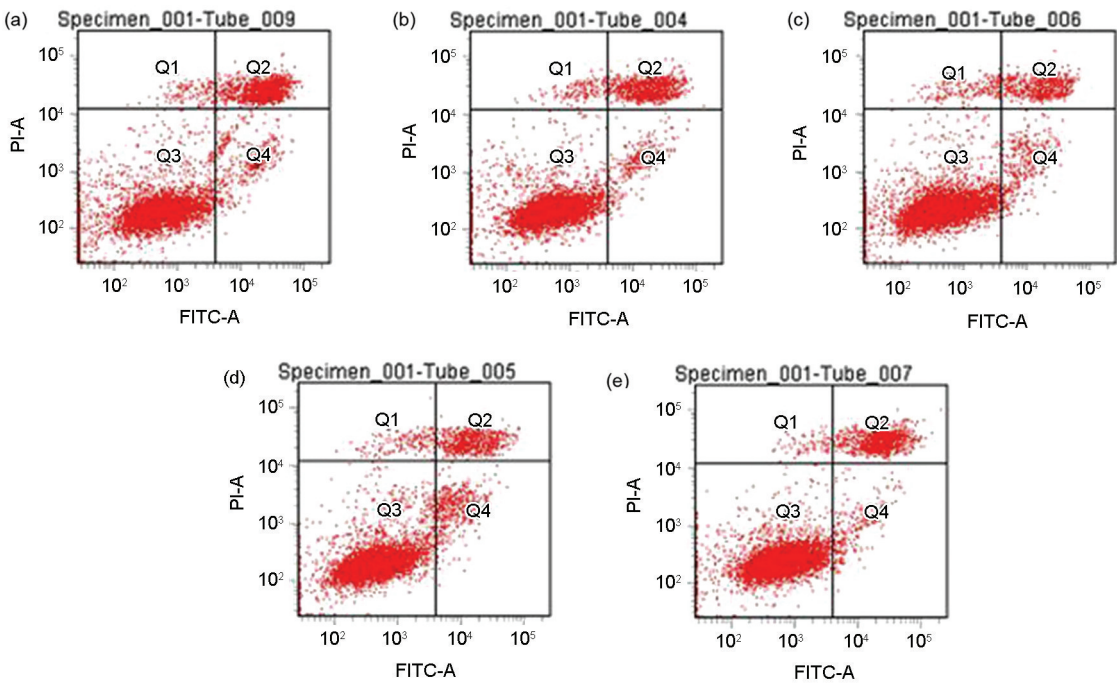 (a)
Specimen_001-Tube_009
Q1
Q2
Q3
Q4
10⁵
10⁴
10³
10²
PI-A
10² 10³ 10⁴ 10⁵
FITC-A
(b)
Specimen_001-Tube_004
Q1
Q2
Q3
Q4
10⁵
10⁴
10³
10²
PI-A
10² 10³ 10⁴ 10⁵
FITC-A
(c)
Specimen_001-Tube_006
Q1
Q2
Q3
Q4
10⁵
10⁴
10³
10²
PI-A
10² 10³ 10⁴ 10⁵
FITC-A
(d)
Specimen_001-Tube_005
Q1
Q2
Q3
Q4
10⁵
10⁴
10³
10²
PI-A
10² 10³ 10⁴ 10⁵
FITC-A
(e)
Specimen_001-Tube_007
Q1
Q2
Q3
Q4
10⁵
10⁴
10³
10²
PI-A
10² 10³ 10⁴ 10⁵
FITC-A